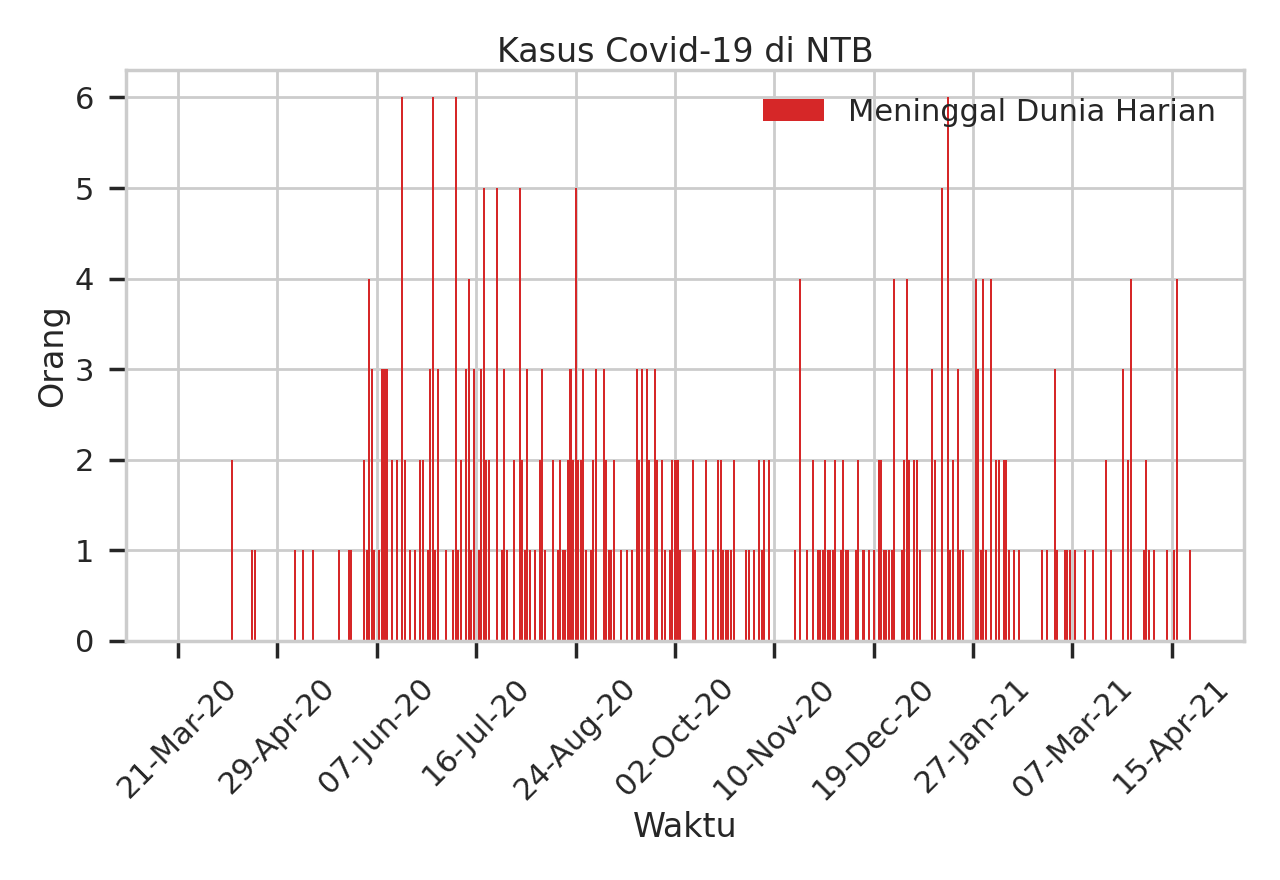 Kasus Covid-19 di NTB
Meninggal Dunia Harian
6
5
4
3
2
1
0
Orang
21-Mar-20
29-Apr-20
07-Jun-20
16-Jul-20
24-Aug-20
02-Oct-20
10-Nov-20
19-Dec-20
27-Jan-21
07-Mar-21
15-Apr-21
Waktu